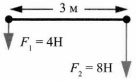 3 м
F₁ = 4Н
F₂ = 8Н